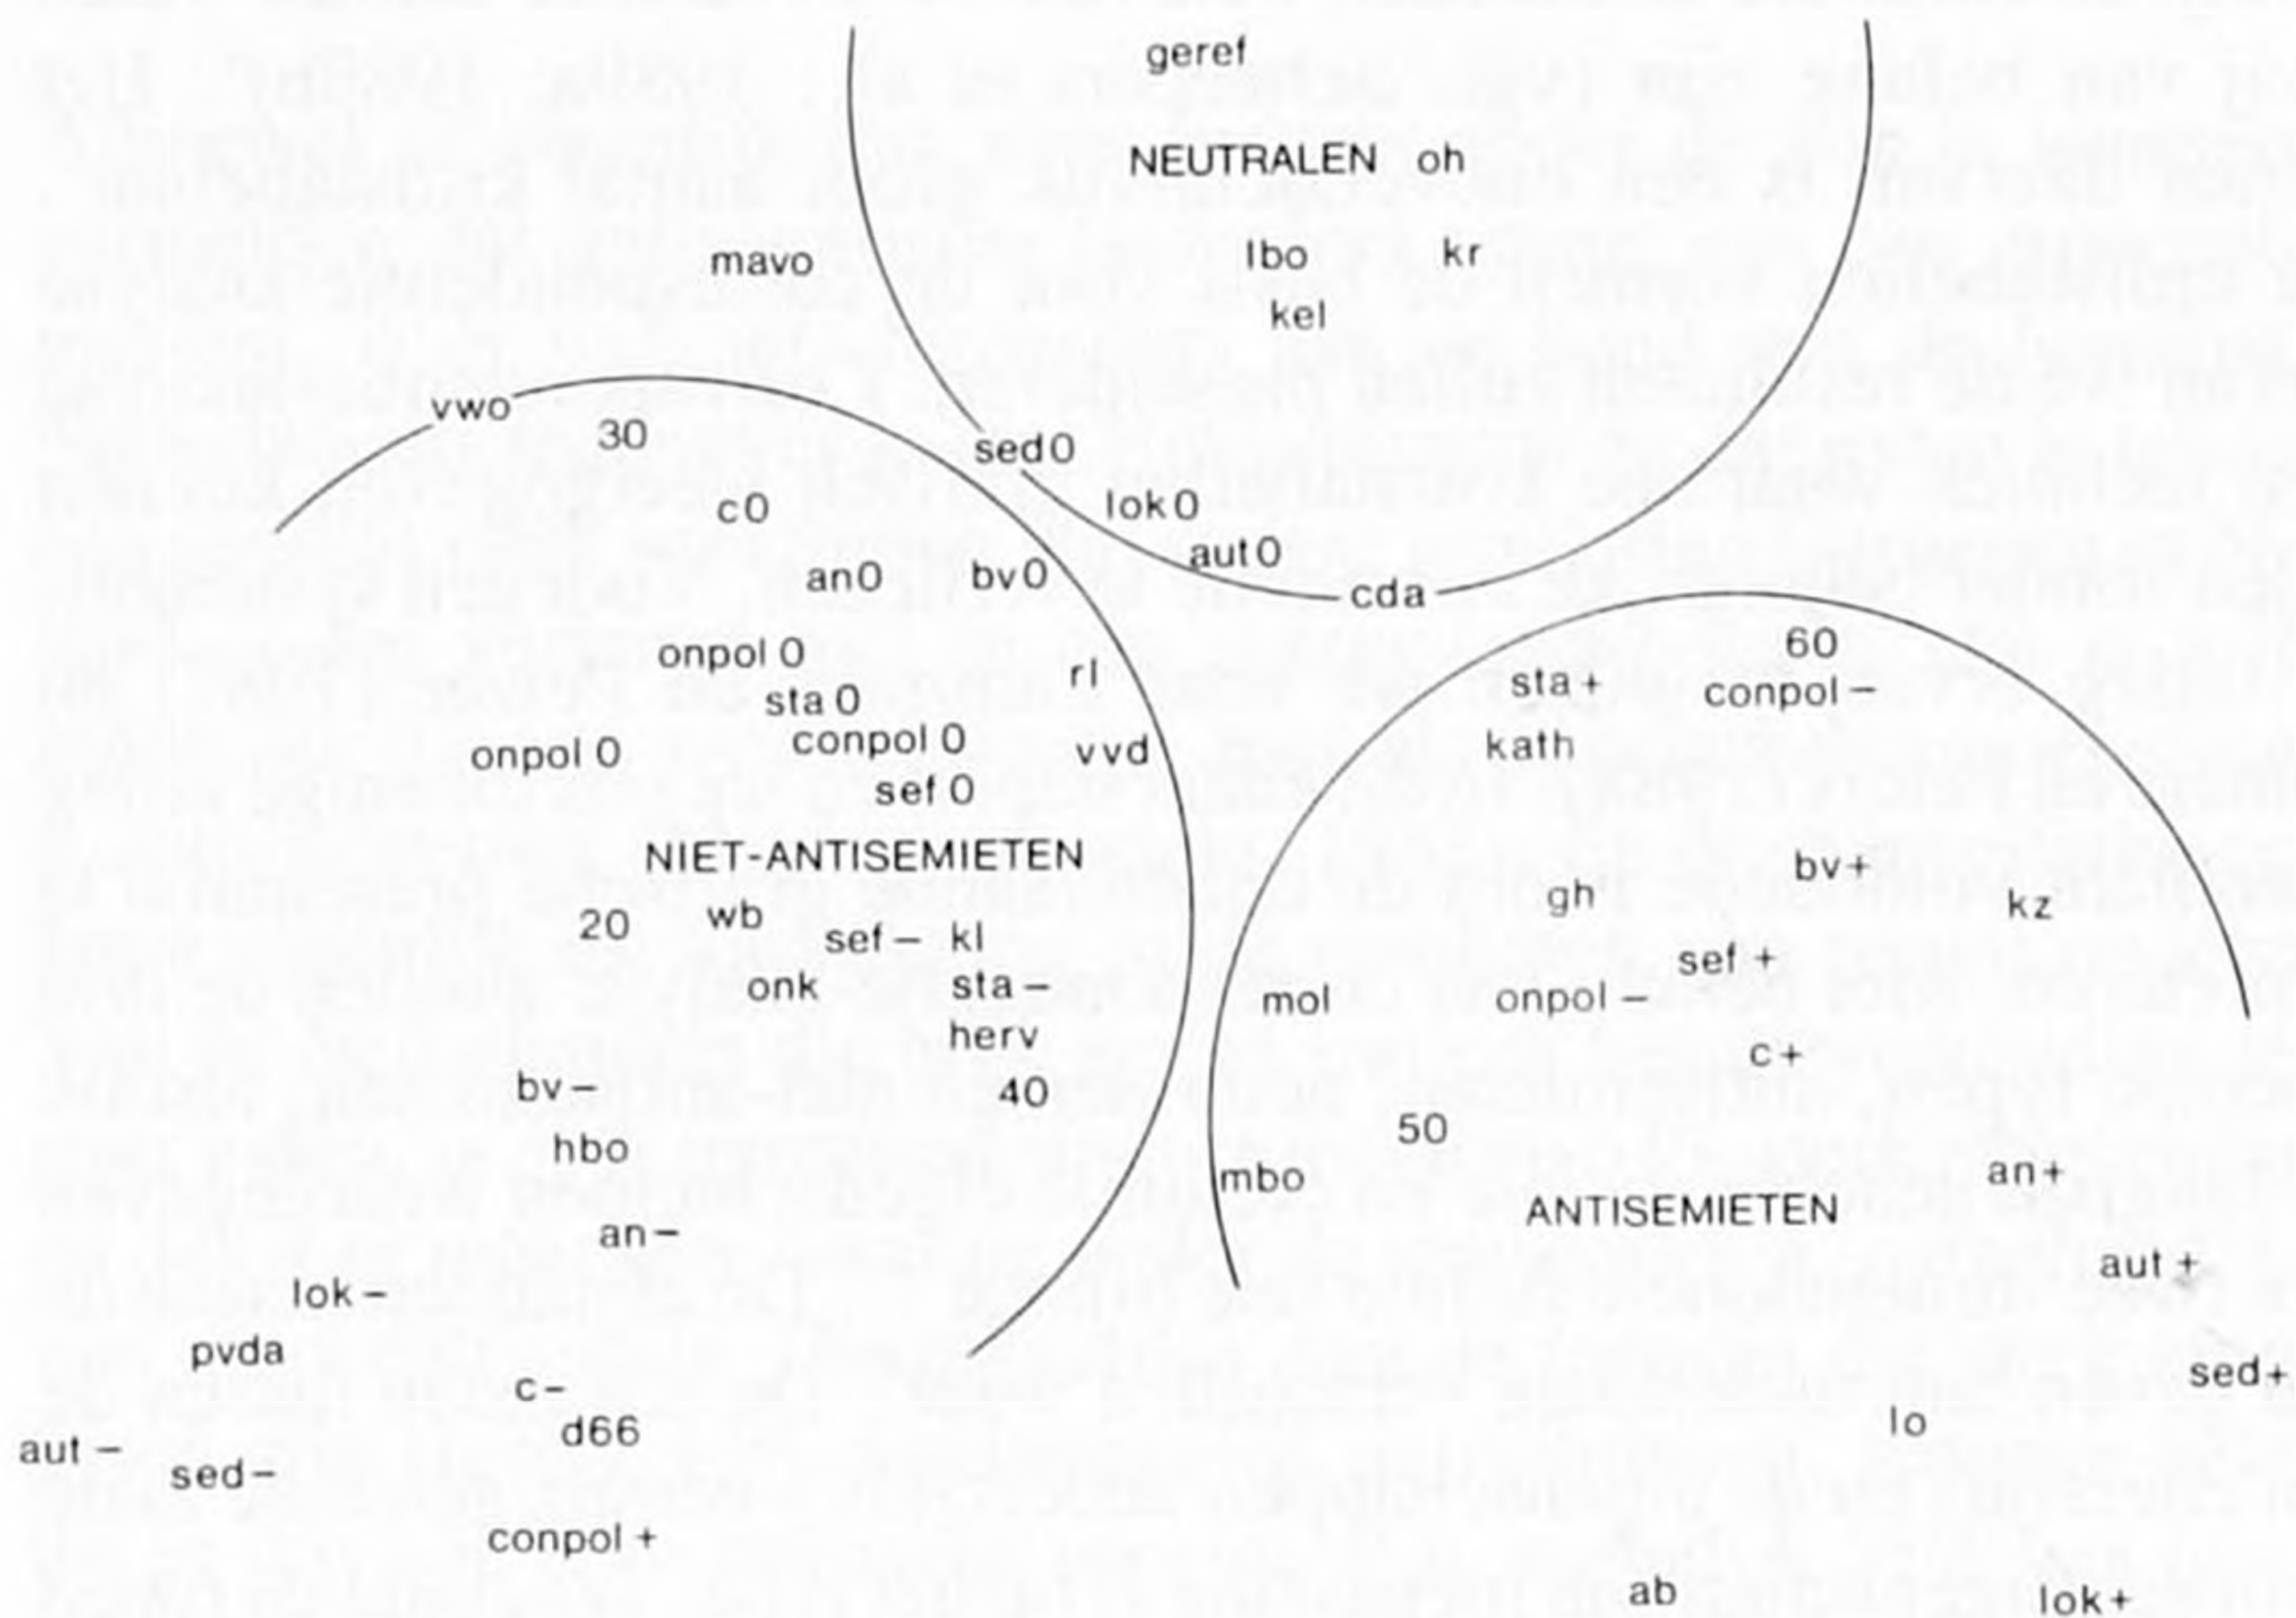 geref
NEUTRALEN oh
mavo lbo kr
kel
vwo 30 sed0
c0 lok0
an0 bv0 aut0 cda
onpol 0 rl sta+ 60
sta 0 conpol −
onpol 0 conpol 0 vvd kath
sef 0
NIET-ANTISEMIETEN bv+
20 wb gh kz
sef − kl sef +
onk sta − mol onpol −
herv c+
bv − 40 50
hbo mbo an+
an − ANTISEMIETEN
lok − aut +
pvda sed+
c − lo
aut − d66
sed −
conpol +
ab lok+